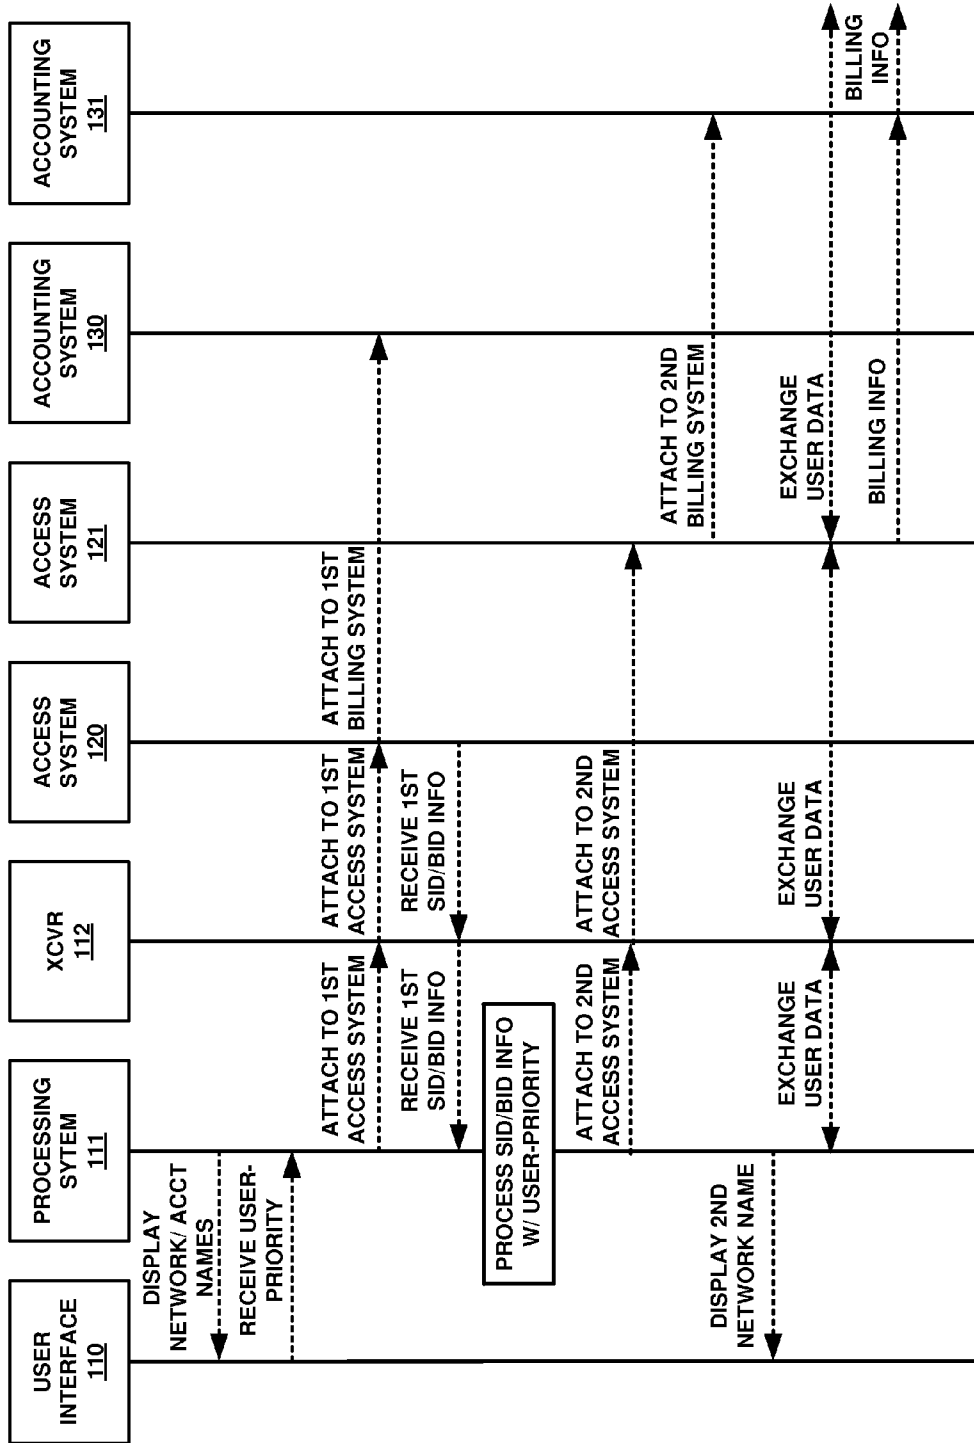 USER
INTERFACE
110
PROCESSING
SYTEM
111
XCVR
112
ACCESS
SYSTEM
120
ACCESS
SYSTEM
121
ACCOUNTING
SYSTEM
130
ACCOUNTING
SYSTEM
131
DISPLAY
NETWORK/ ACCT
NAMES
RECEIVE USER-
PRIORITY
ATTACH TO 1ST
ACCESS SYSTEM
ATTACH TO 1ST
ACCESS SYSTEM
ATTACH TO 1ST
BILLING SYSTEM
RECEIVE 1ST
SID/BID INFO
RECEIVE 1ST
SID/BID INFO
PROCESS SID/BID INFO
W/ USER-PRIORITY
ATTACH TO 2ND
ACCESS SYSTEM
ATTACH TO 2ND
ACCESS SYSTEM
ATTACH TO 2ND
BILLING SYSTEM
DISPLAY 2ND
NETWORK NAME
EXCHANGE
USER DATA
EXCHANGE
USER DATA
EXCHANGE
USER DATA
BILLING INFO
BILLING
INFO